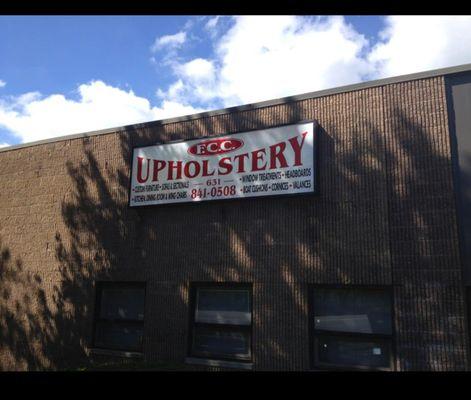 F.C.C.
UPHOLSTERY
• CUSTOM FURNITURE • SOFAS & SECTIONALS
• KITCHEN, DINING ROOM & WING CHAIRS
— 631 —
841-0508
• WINDOW TREATMENTS • HEADBOARDS
• BOAT CUSHIONS • CORNICES • VALANCES